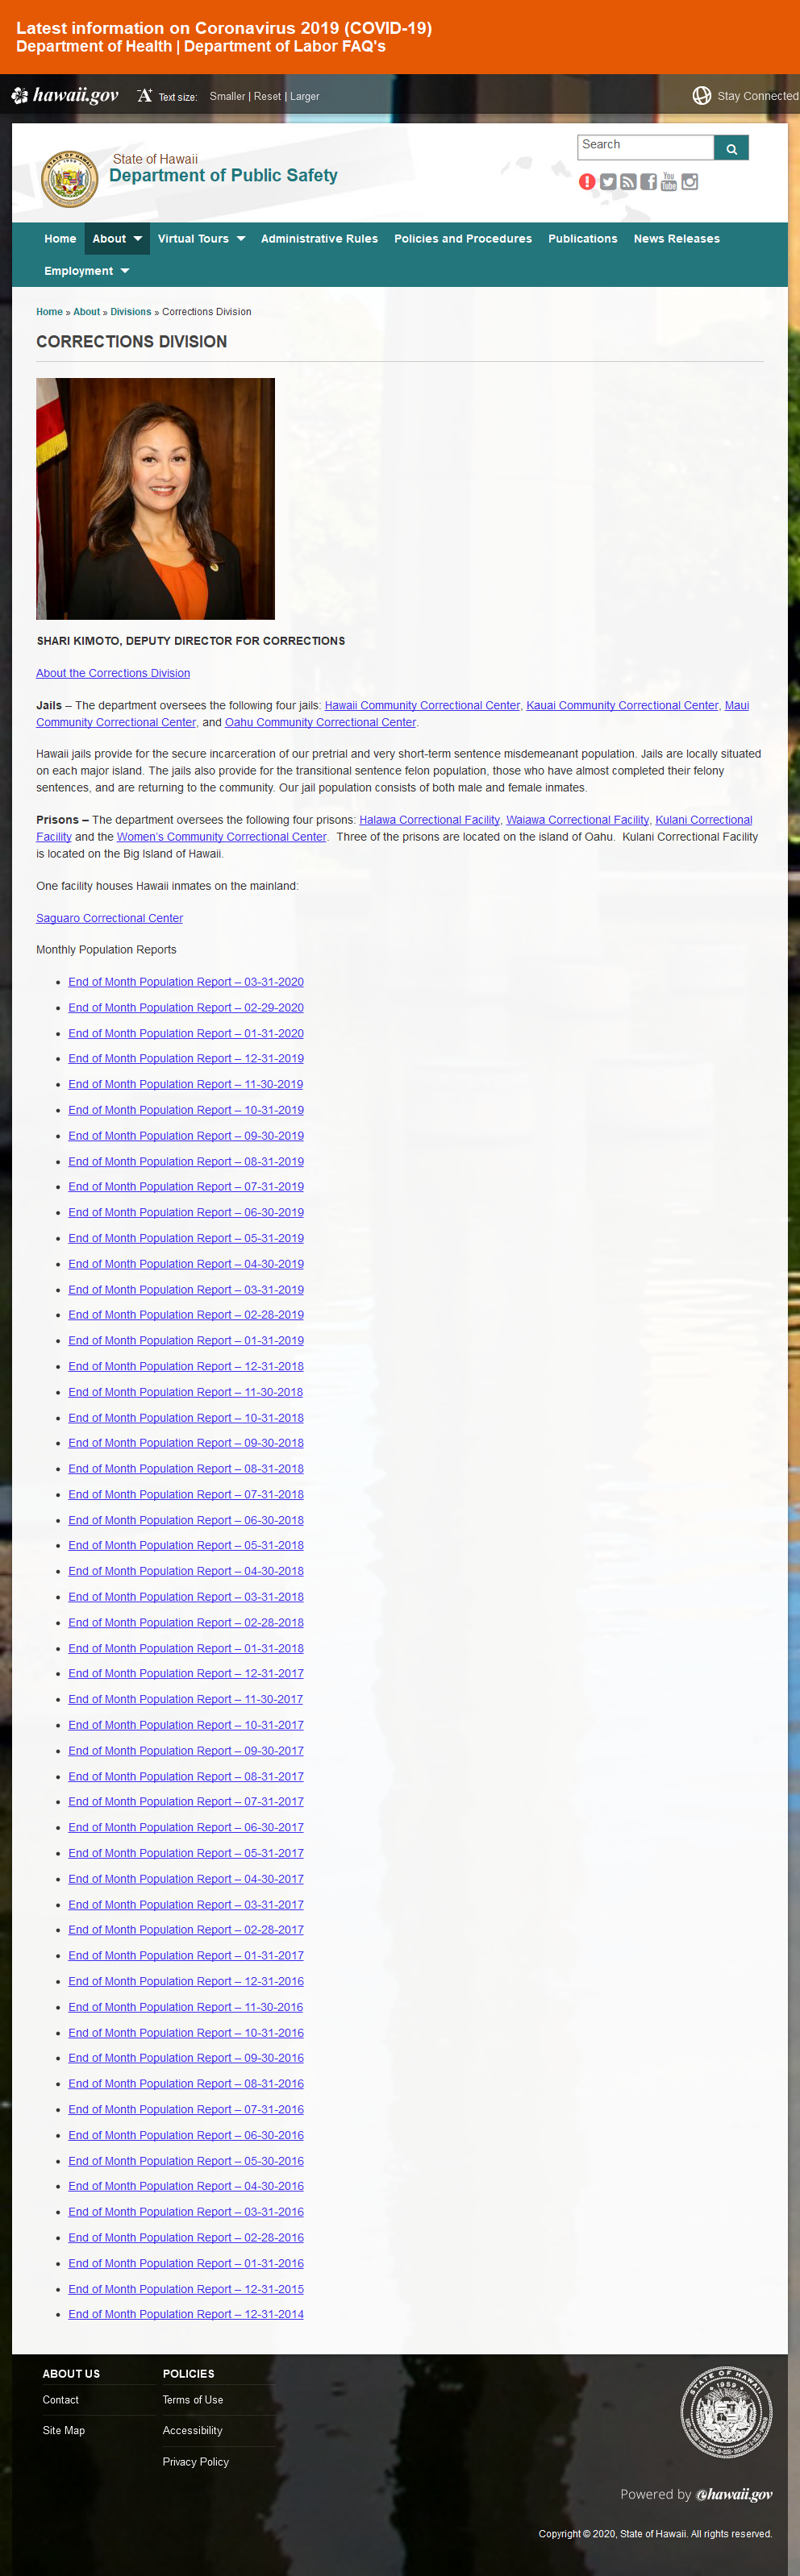 Latest information on Coronavirus 2019 (COVID-19)
Department of Health | Department of Labor FAQ's
hawaii.gov
Text size: Smaller | Reset | Larger
Stay Connected
State of Hawaii
Department of Public Safety
Search
Home
About
Virtual Tours
Administrative Rules
Policies and Procedures
Publications
News Releases
Employment
Home » About » Divisions » Corrections Division
CORRECTIONS DIVISION
SHARI KIMOTO, DEPUTY DIRECTOR FOR CORRECTIONS
About the Corrections Division
Jails – The department oversees the following four jails: Hawaii Community Correctional Center, Kauai Community Correctional Center, Maui
Community Correctional Center, and Oahu Community Correctional Center.
Hawaii jails provide for the secure incarceration of our pretrial and very short-term sentence misdemeanant population. Jails are locally situated
on each major island. The jails also provide for the transitional sentence felon population, those who have almost completed their felony
sentences, and are returning to the community. Our jail population consists of both male and female inmates.
Prisons – The department oversees the following four prisons: Halawa Correctional Facility, Waiawa Correctional Facility, Kulani Correctional
Facility and the Women's Community Correctional Center. Three of the prisons are located on the island of Oahu. Kulani Correctional Facility
is located on the Big Island of Hawaii.
One facility houses Hawaii inmates on the mainland:
Saguaro Correctional Center
Monthly Population Reports
End of Month Population Report – 03-31-2020
End of Month Population Report – 02-29-2020
End of Month Population Report – 01-31-2020
End of Month Population Report – 12-31-2019
End of Month Population Report – 11-30-2019
End of Month Population Report – 10-31-2019
End of Month Population Report – 09-30-2019
End of Month Population Report – 08-31-2019
End of Month Population Report – 07-31-2019
End of Month Population Report – 06-30-2019
End of Month Population Report – 05-31-2019
End of Month Population Report – 04-30-2019
End of Month Population Report – 03-31-2019
End of Month Population Report – 02-28-2019
End of Month Population Report – 01-31-2019
End of Month Population Report – 12-31-2018
End of Month Population Report – 11-30-2018
End of Month Population Report – 10-31-2018
End of Month Population Report – 09-30-2018
End of Month Population Report – 08-31-2018
End of Month Population Report – 07-31-2018
End of Month Population Report – 06-30-2018
End of Month Population Report – 05-31-2018
End of Month Population Report – 04-30-2018
End of Month Population Report – 03-31-2018
End of Month Population Report – 02-28-2018
End of Month Population Report – 01-31-2018
End of Month Population Report – 12-31-2017
End of Month Population Report – 11-30-2017
End of Month Population Report – 10-31-2017
End of Month Population Report – 09-30-2017
End of Month Population Report – 08-31-2017
End of Month Population Report – 07-31-2017
End of Month Population Report – 06-30-2017
End of Month Population Report – 05-31-2017
End of Month Population Report – 04-30-2017
End of Month Population Report – 03-31-2017
End of Month Population Report – 02-28-2017
End of Month Population Report – 01-31-2017
End of Month Population Report – 12-31-2016
End of Month Population Report – 11-30-2016
End of Month Population Report – 10-31-2016
End of Month Population Report – 09-30-2016
End of Month Population Report – 08-31-2016
End of Month Population Report – 07-31-2016
End of Month Population Report – 06-30-2016
End of Month Population Report – 05-30-2016
End of Month Population Report – 04-30-2016
End of Month Population Report – 03-31-2016
End of Month Population Report – 02-28-2016
End of Month Population Report – 01-31-2016
End of Month Population Report – 12-31-2015
End of Month Population Report – 12-31-2014
ABOUT US
Contact
Site Map
POLICIES
Terms of Use
Accessibility
Privacy Policy
STATE OF HAWAII
1959
Powered by ehawaii.gov
Copyright © 2020, State of Hawaii. All rights reserved.